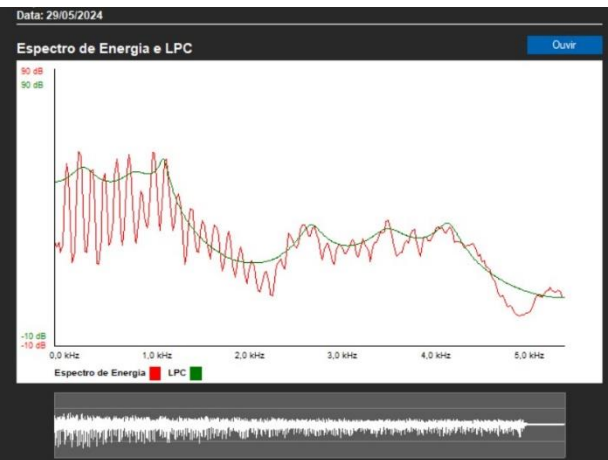 Data: 29/05/2024
Espectro de Energia e LPC
Ouvir
90 dB
90 dB
-10 dB
-10 dB
0,0 kHz 1,0 kHz 2,0 kHz 3,0 kHz 4,0 kHz 5,0 kHz
Espectro de Energia LPC